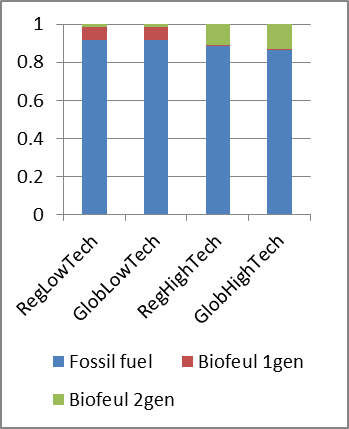 1
0.8
0.6
0.4
0.2
0
RegLowTech
GlobLowTech
RegHighTech
GlobHighTech
Fossil fuel
Biofeul 1gen
Biofeul 2gen